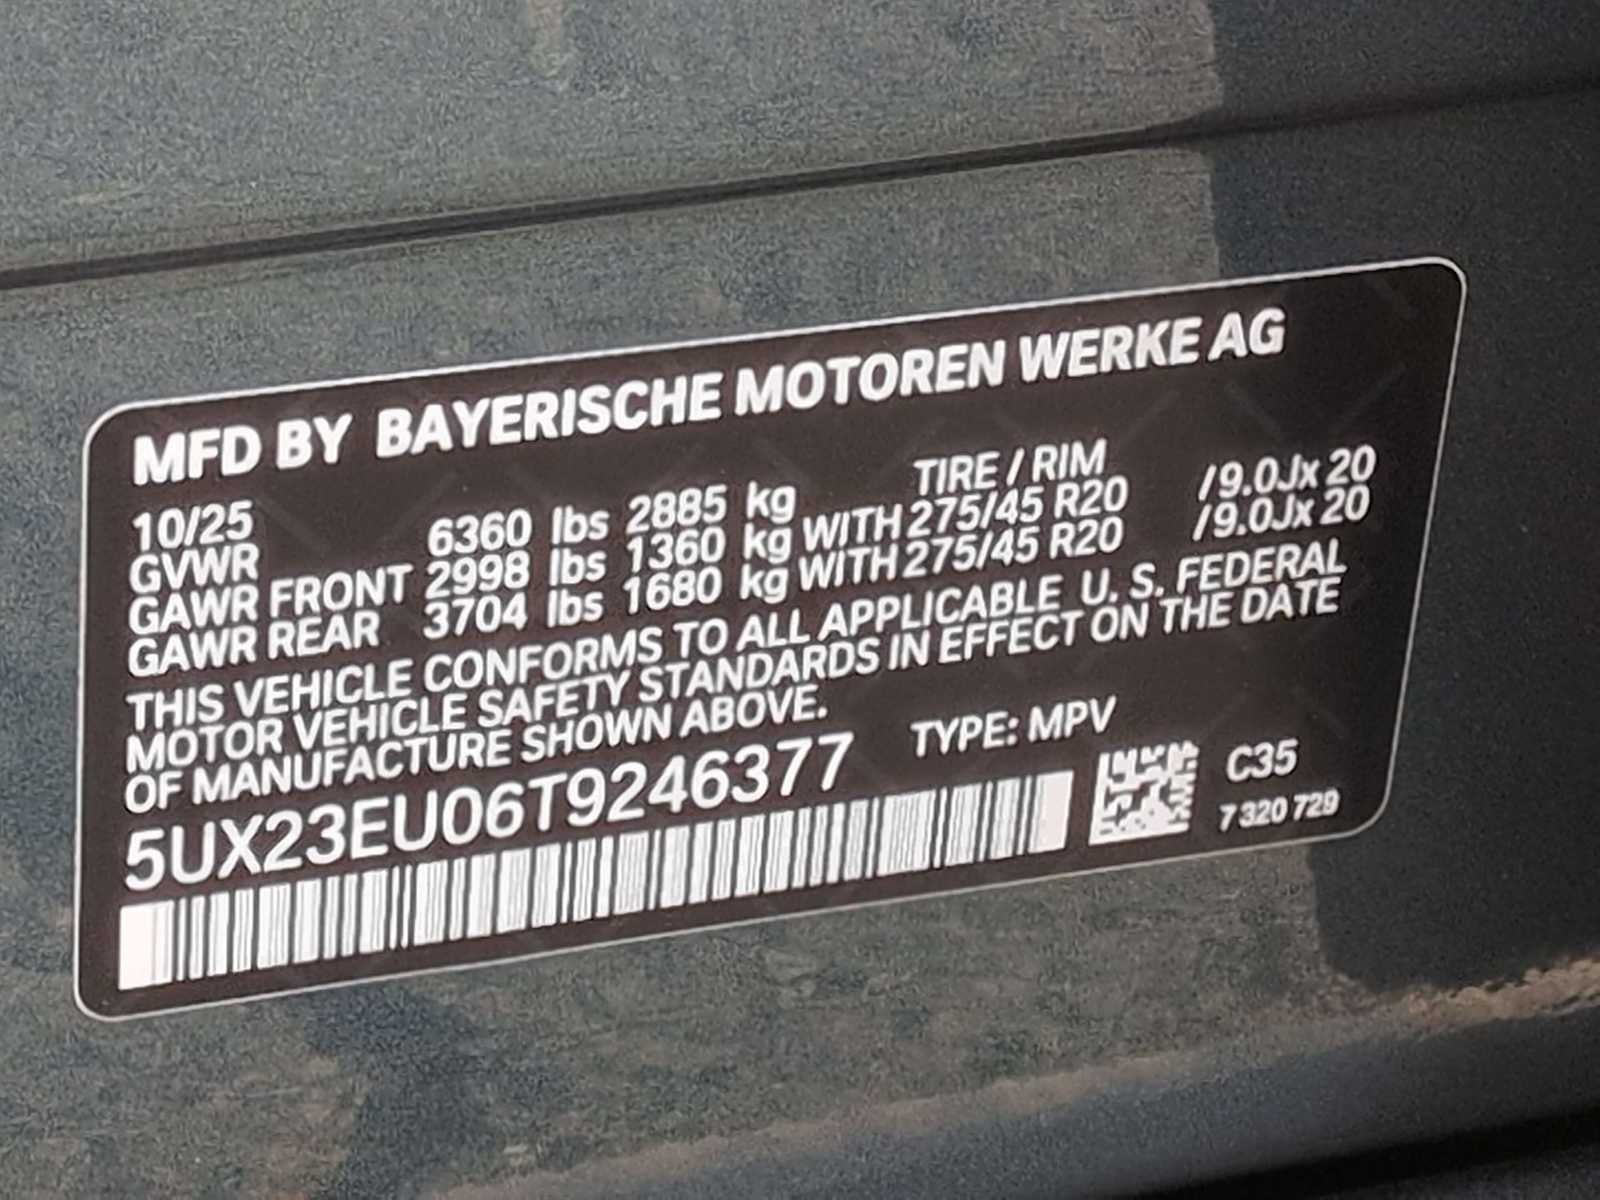 MFD BY BAYERISCHE MOTOREN WERKE AG
10/25 TIRE / RIM
GVWR 6360 lbs 2885 kg
GAWR FRONT 2998 lbs 1360 kg WITH 275/45 R20 /9.0Jx 20
GAWR REAR 3704 lbs 1680 kg WITH 275/45 R20 /9.0Jx 20
THIS VEHICLE CONFORMS TO ALL APPLICABLE U. S. FEDERAL
MOTOR VEHICLE SAFETY STANDARDS IN EFFECT ON THE DATE
OF MANUFACTURE SHOWN ABOVE.
5UX23EU06T9246377 TYPE: MPV
C35
7 320 729